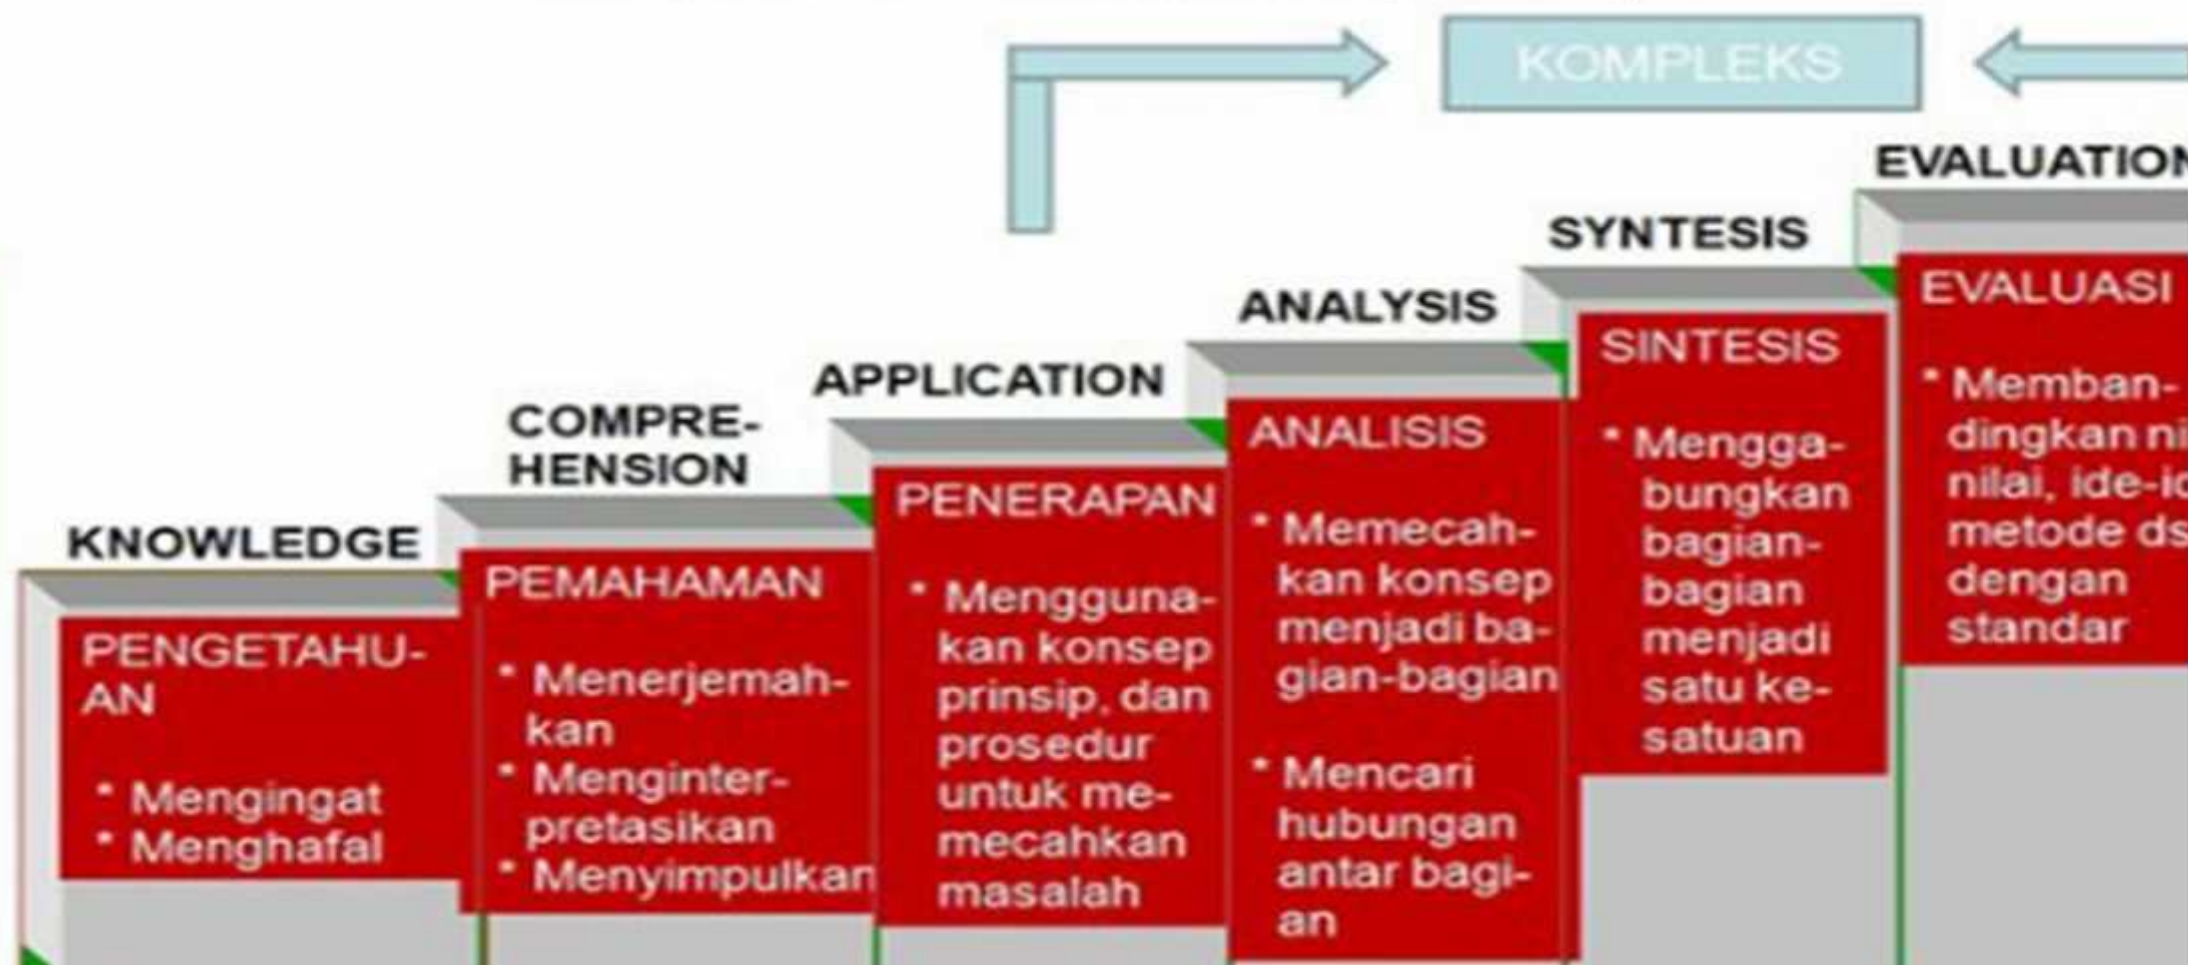 KOMPLEKS
KNOWLEDGE
PENGETAHU-
AN
* Mengingat
* Menghafal
COMPRE-
HENSION
PEMAHAMAN
* Menerjemah-
kan
* Menginter-
pretasikan
* Menyimpulkan
APPLICATION
PENERAPAN
* Mengguna-
kan konsep
prinsip, dan
prosedur
untuk me-
mecahkan
masalah
ANALYSIS
ANALISIS
* Memecah-
kan konsep
menjadi ba-
gian-bagian
* Mencari
hubungan
antar bagi-
an
SYNTESIS
SINTESIS
* Mengga-
bungkan
bagian-
bagian
menjadi
satu ke-
satuan
EVALUATION
EVALUASI
* Memban-
dingkan
nilai,
metode
dengan
standar